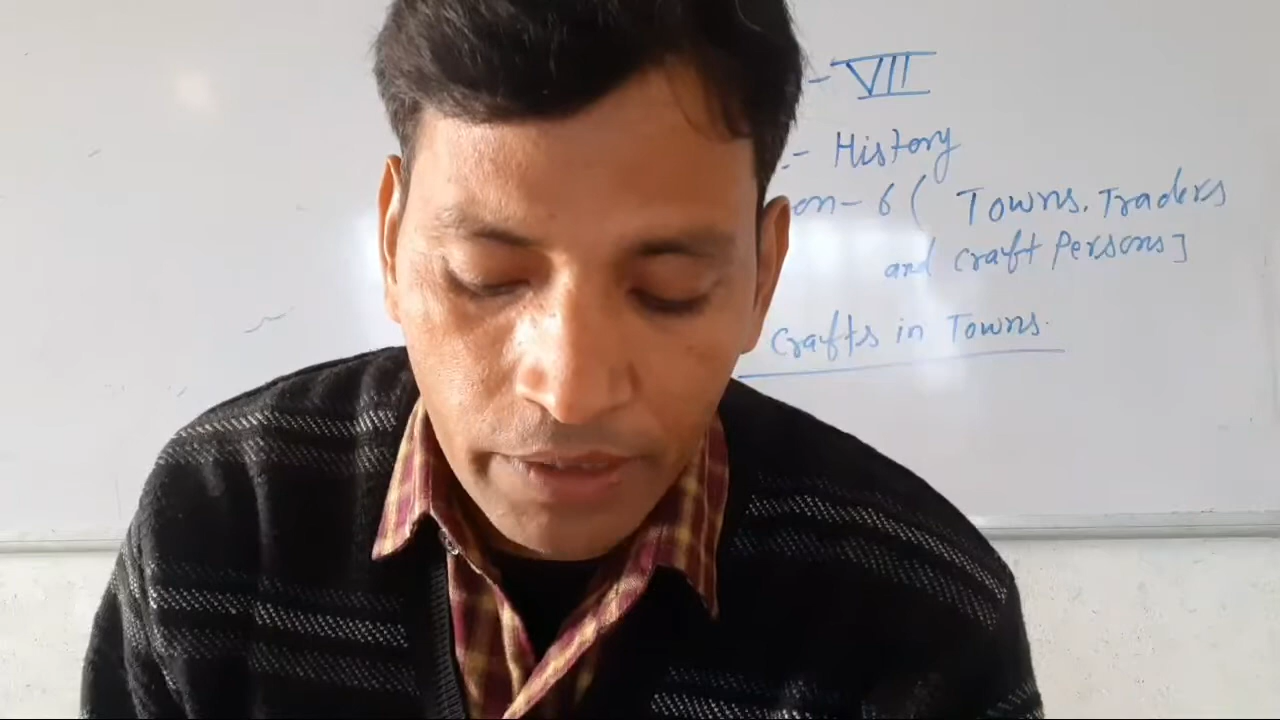 - VII
.- History
on- 6 ( Towns, Traders
and craft Persons]
Crafts in Towns.